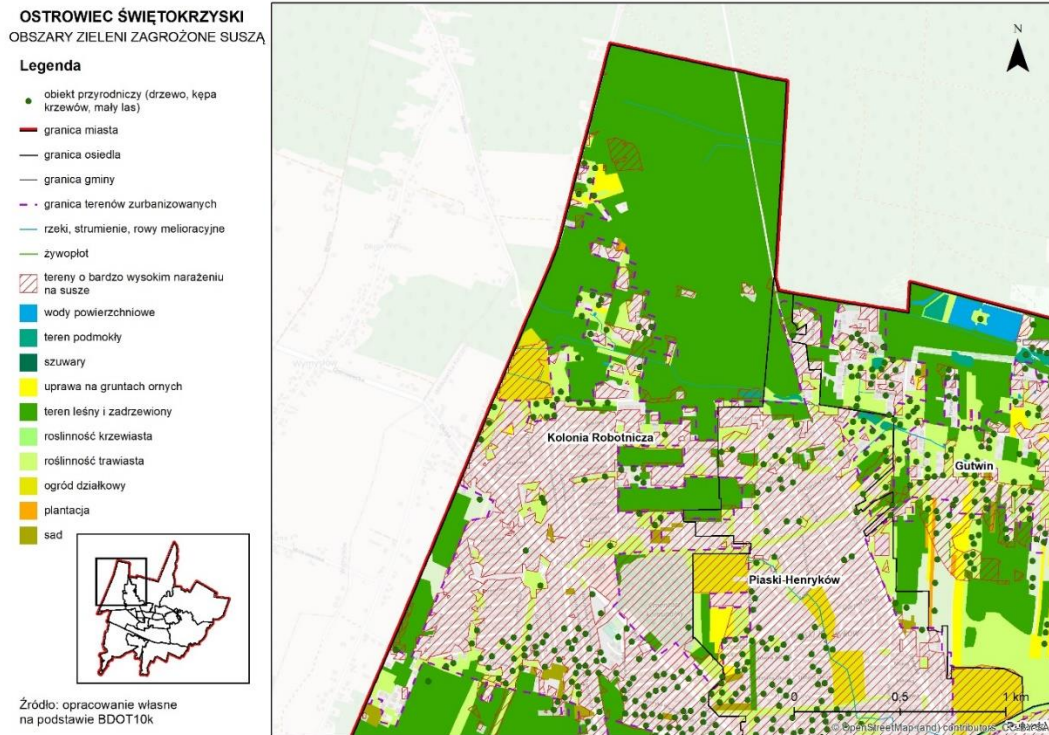 OSTROWIEC ŚWIĘTOKRZYSKI
OBSZARY ZIELENI ZAGROŻONE SUSZĄ
Legenda
obiekt przyrodniczy (drzewo, kępa
krzewów, mały las)
granica miasta
granica osiedla
granica gminy
granica terenów zurbanizowanych
rzeki, strumienie, rowy melioracyjne
żywopłot
tereny o bardzo wysokim narażeniu
na susze
wody powierzchniowe
teren podmokły
szuwary
uprawa na gruntach ornych
teren leśny i zadrzewiony
roslinność krzewiasta
roślinność trawiasta
ogród działkowy
plantacja
sad
Źródło: opracowanie własne
na podstawie BDOT10k
N
Kolonia Robotnicza
Gutwin
Piaski-Henryków
0 0.5 1 km
© OpenStreetMap (and) contributors, CC-BY-SA